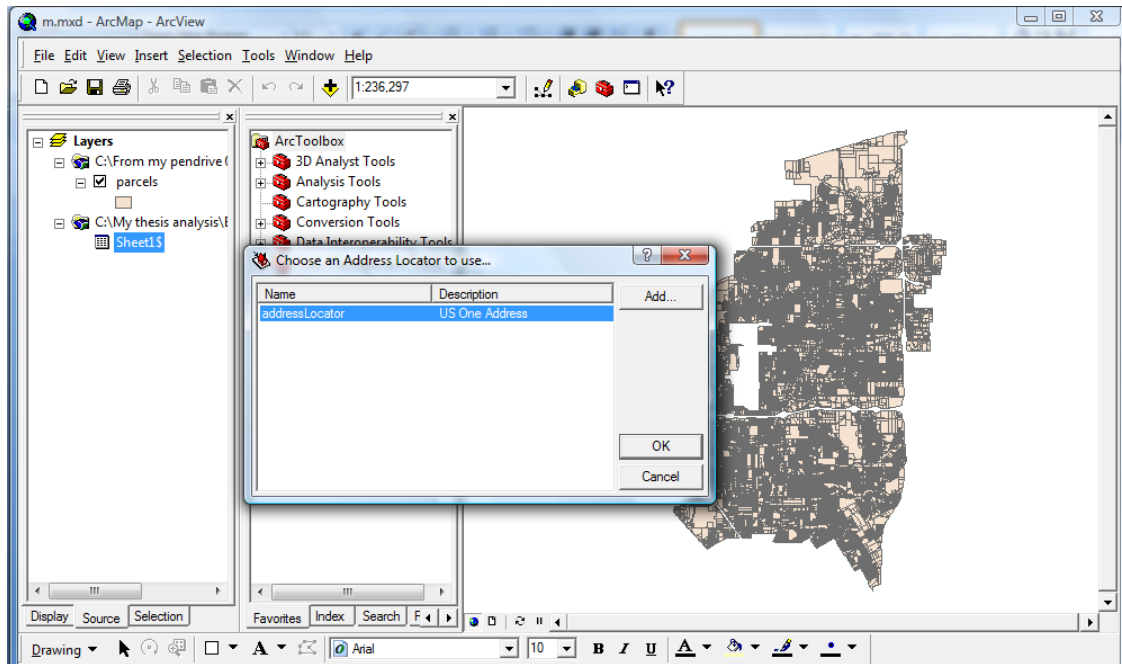 m.mxd - ArcMap - ArcView
File Edit View Insert Selection Tools Window Help
1:236,297
Layers
C:\From my pendrive
parcels
C:\My thesis analysis\
Sheet1$
ArcToolbox
3D Analyst Tools
Analysis Tools
Cartography Tools
Conversion Tools
Data Interoperability Tools
Choose an Address Locator to use...
Name Description
addressLocator US One Address
Add...
OK
Cancel
Display Source Selection
Favorites Index Search
Drawing A Arial 10 B I U A